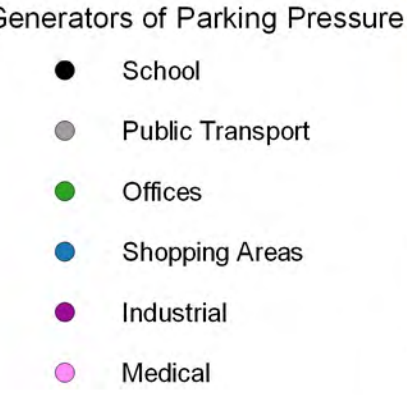 Generators of Parking Pressure
School
Public Transport
Offices
Shopping Areas
Industrial
Medical